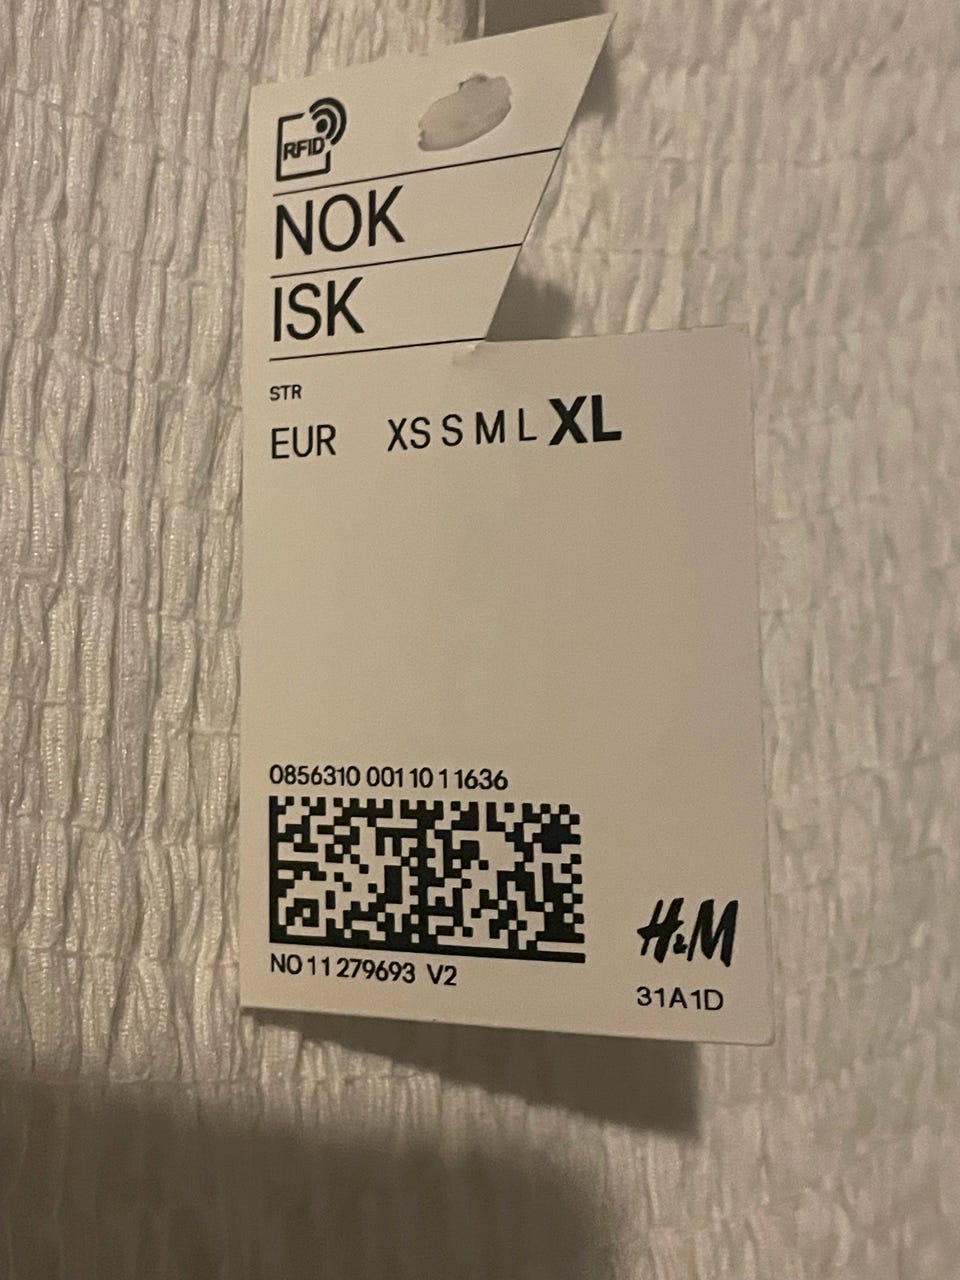 RFID
NOK
ISK
STR
EUR XS S M L XL
0856310 001 10 1 1636
NO 11 279693 V2
H&M
31A1D